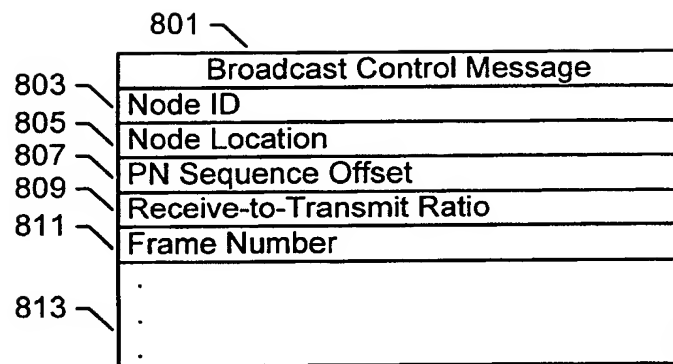 801
Broadcast Control Message
803 Node ID
805 Node Location
807 PN Sequence Offset
809 Receive-to-Transmit Ratio
811 Frame Number
813
.
.
.